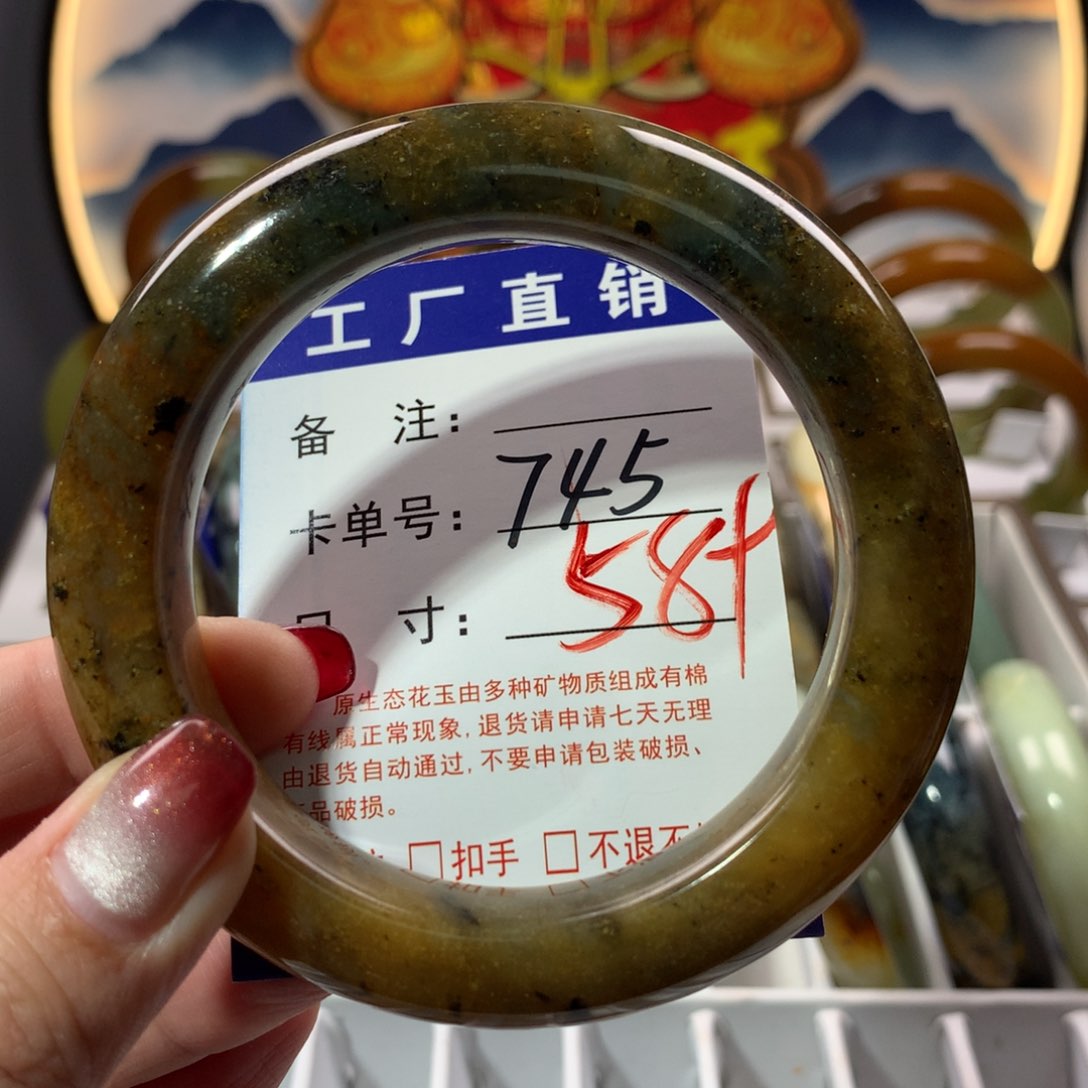 工厂直销
备 注:
卡单号: 745
寸: 58+
原生态花玉由多种矿物质组成有棉
有线属正常现象,退货请申请七天无理
由退货自动通过,不要申请包装破损、
品破损。
□扣手 □不退不